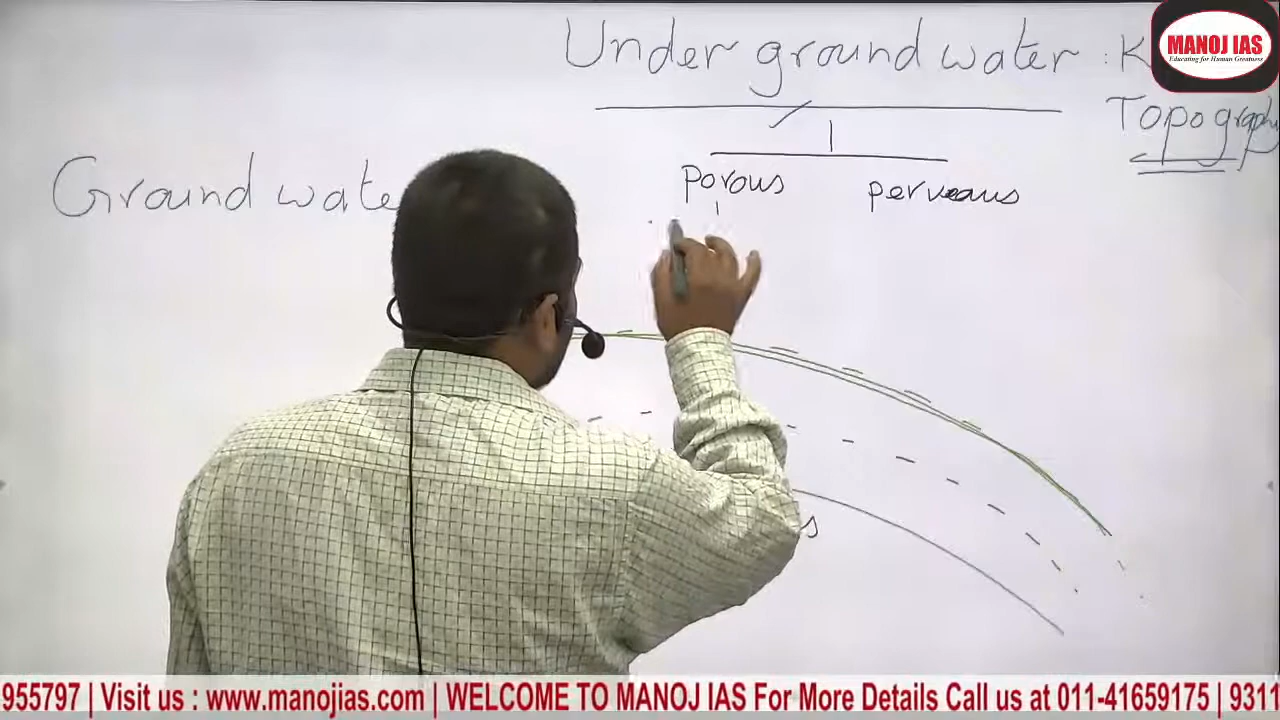 Under ground water : K
MANOJ IAS
Educating for Human Greatness
Topography
Ground wate
porous perveous
s
955797 | Visit us : www.manojias.com | WELCOME TO MANOJ IAS For More Details Call us at 011-41659175 | 9311